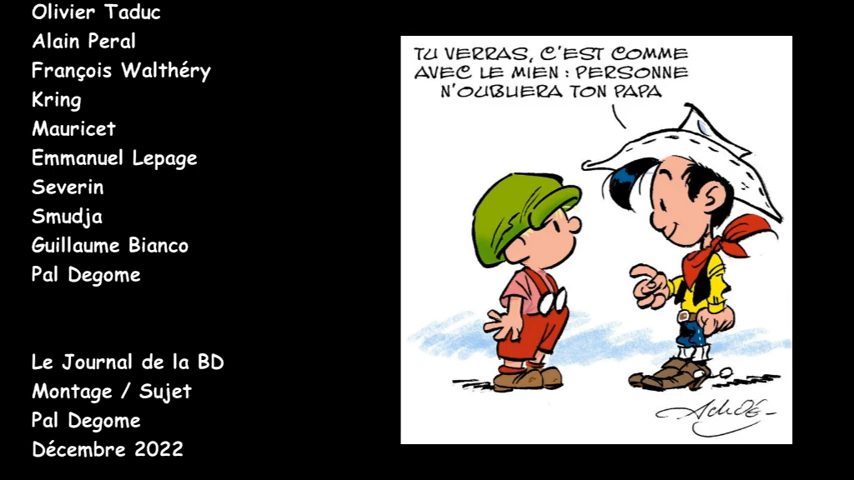 Olivier Taduc
Alain Peral
François Walthéry
Kring
Mauricet
Emmanuel Lepage
Severin
Smudja
Guillaume Bianco
Pal Degome
Le Journal de la BD
Montage / Sujet
Pal Degome
Décembre 2022
TU VERRAS, C'EST COMME
AVEC LE MIEN : PERSONNE
N'OUBLIERA TON PAPA
AChDÉ